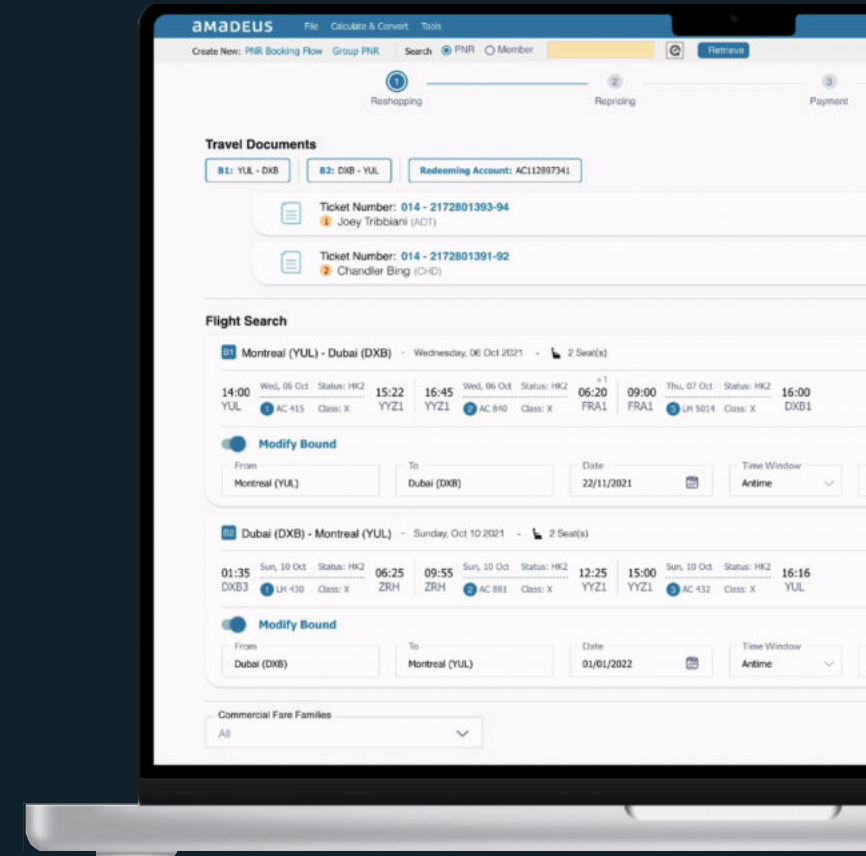 aMaDEUS File Calculate & Convert Tools
Create New: PNR Booking Flow Group PNR Search PNR Member Retrieve
1 2 3
Reshopping Repricing Payment
Travel Documents
B1: YUL - DXB B2: DXB - YUL Redeeming Account: AC112897341
Ticket Number: 014 - 2172801393-94
1 Joey Tribbiani (ADT)
Ticket Number: 014 - 2172801391-92
2 Chandler Bing (CHD)
Flight Search
B1 Montreal (YUL) - Dubai (DXB) - Wednesday, 06 Oct 2021 - 2 Seat(s)
14:00 Wed, 06 Oct Status: HK2 15:22 16:45 Wed, 06 Oct Status: HK2 +1 06:20 09:00 Thu, 07 Oct Status: HK2 16:00
YUL 1 AC 415 Class: X YYZ1 YYZ1 2 AC 840 Class: X FRA1 FRA1 3 LH 5014 Class: X DXB1
Modify Bound
From To Date Time Window
Montreal (YUL) Dubai (DXB) 22/11/2021 Antime
B2 Dubai (DXB) - Montreal (YUL) - Sunday, Oct 10 2021 - 2 Seat(s)
01:35 Sun, 10 Oct Status: HK2 06:25 09:55 Sun, 10 Oct Status: HK2 12:25 15:00 Sun, 10 Oct Status: HK2 16:16
DXB3 1 LH 430 Class: X ZRH ZRH 2 AC 881 Class: X YYZ1 YYZ1 3 AC 432 Class: X YUL
Modify Bound
From To Date Time Window
Dubai (DXB) Montreal (YUL) 01/01/2022 Antime
Commercial Fare Families
All